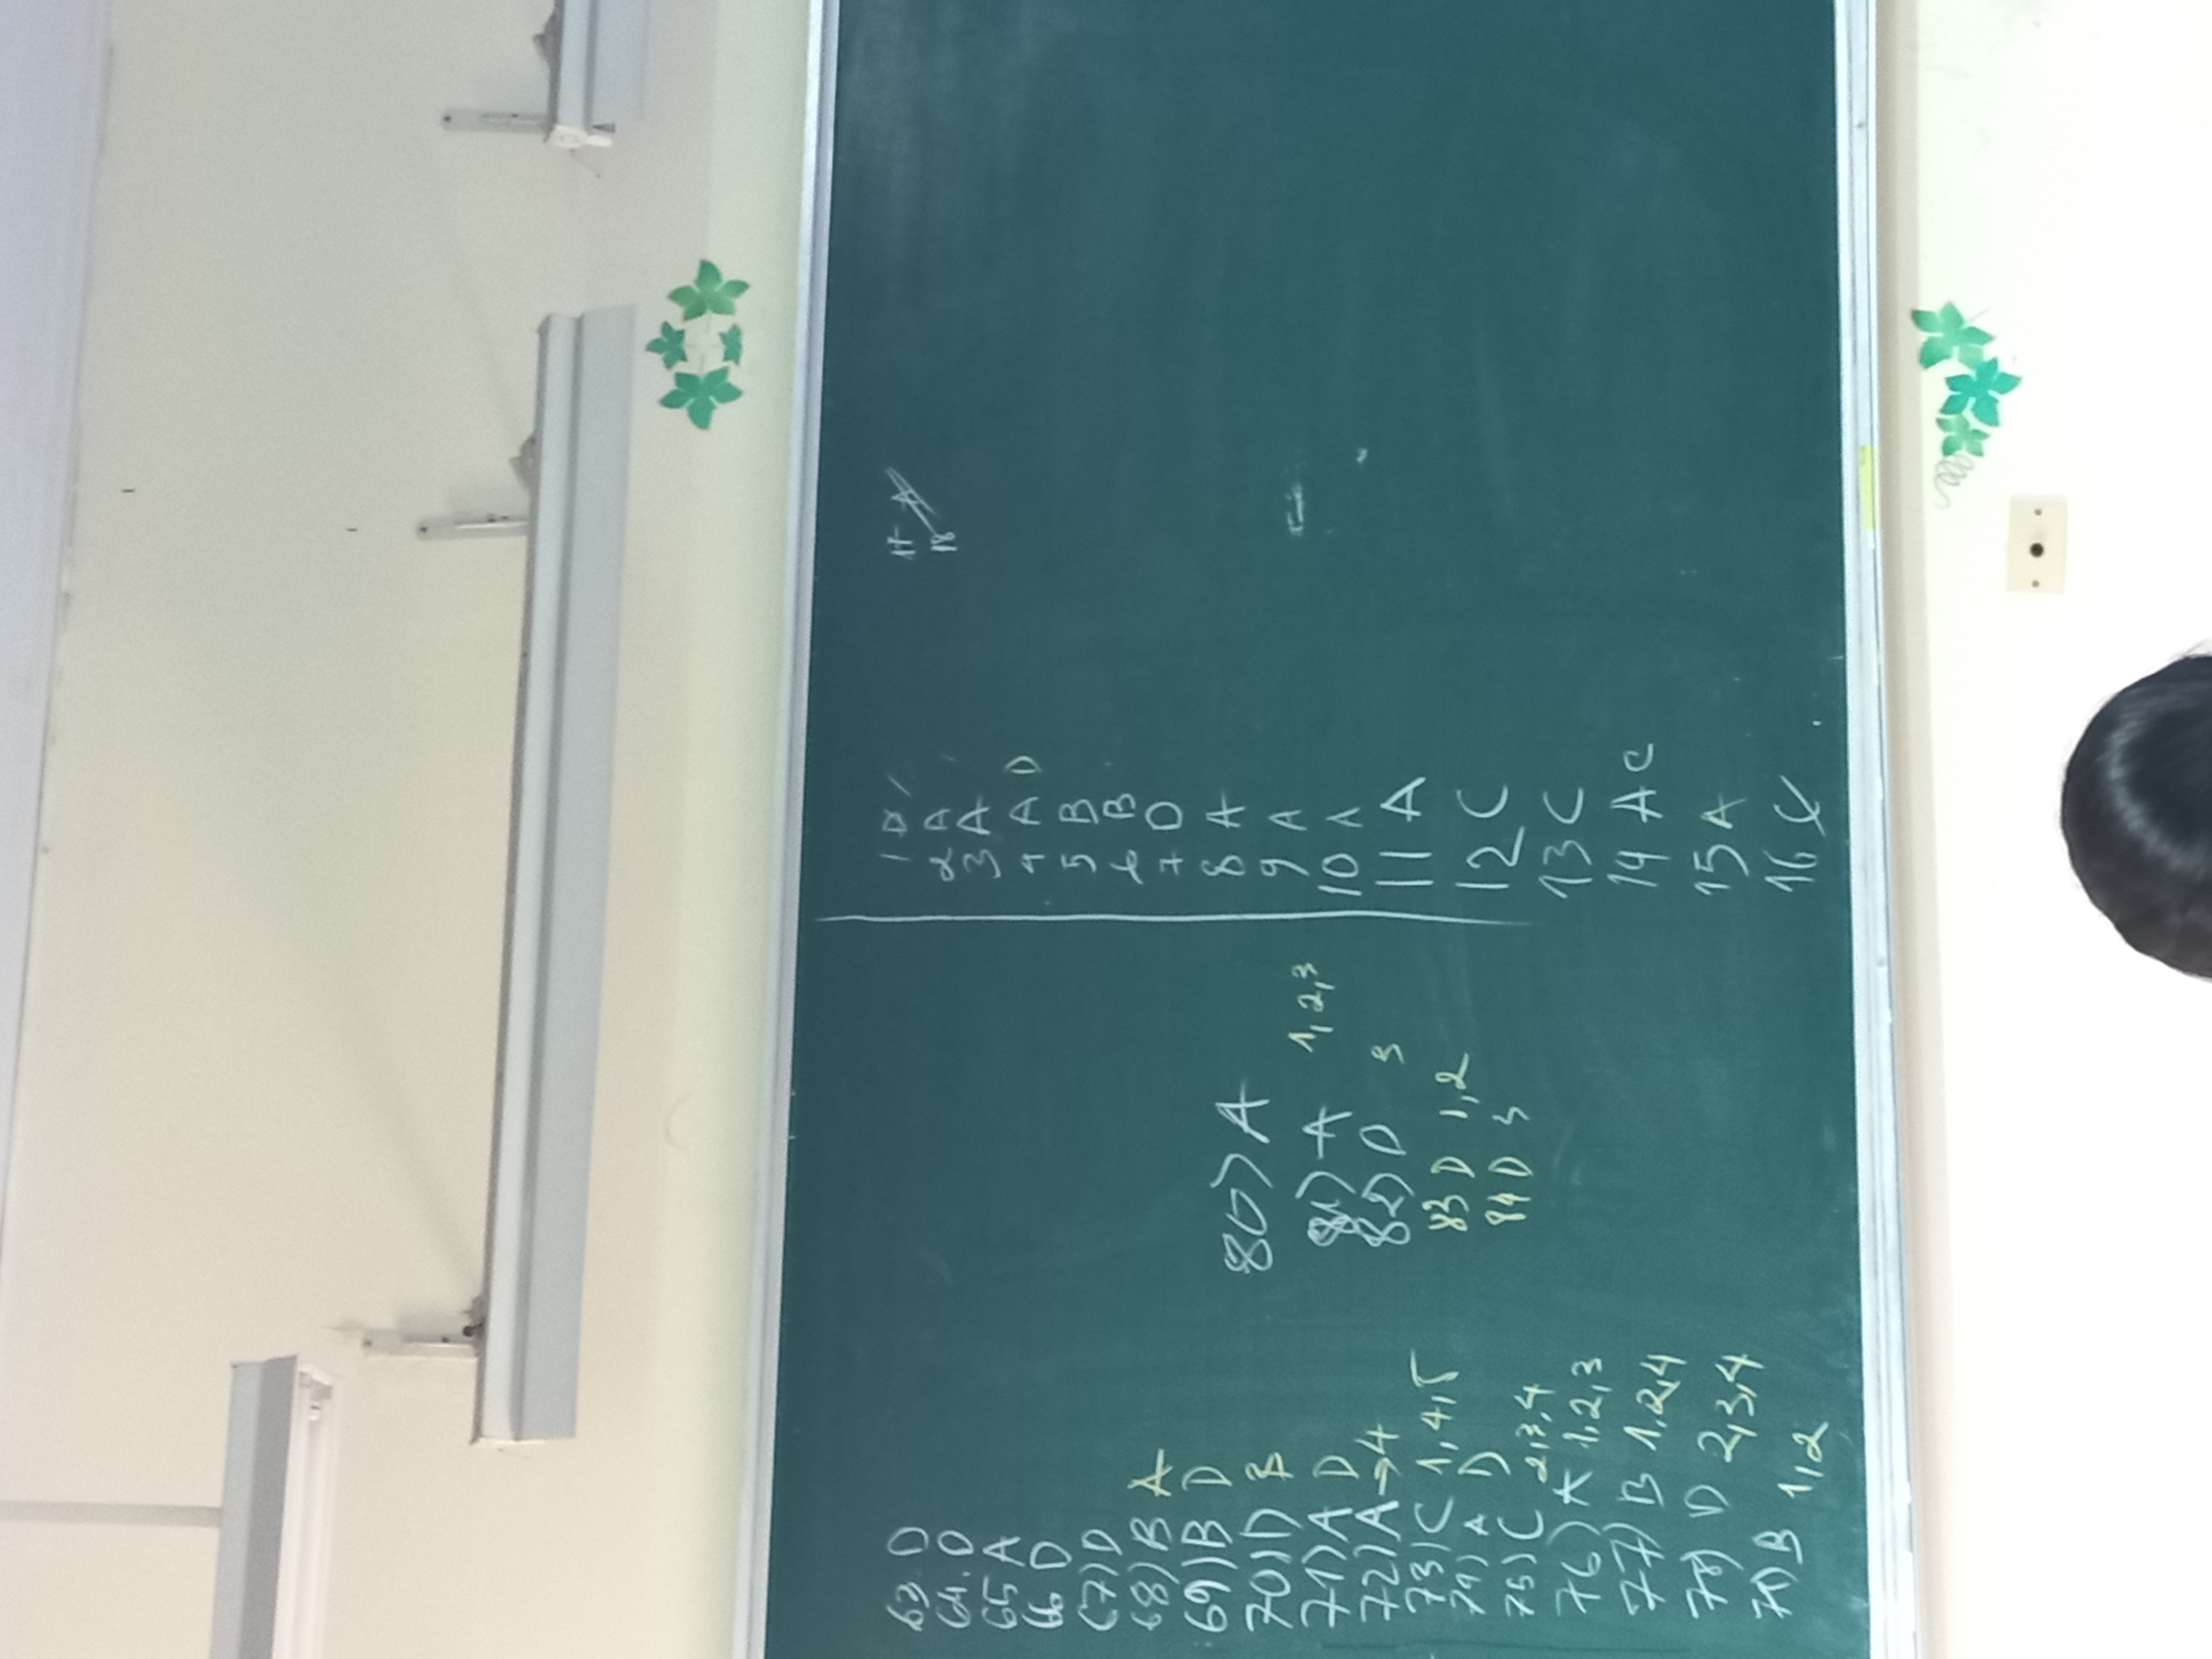 63. D
64. D
65 A
66 D
67) D
68) B A
69) B D
70) D B
71) A D
72) A → 4
73) C 1, 4, 5
74) A D
75) C 2,3,4
76) A 1,2,3
77) B 1,2,4
78) D 2,3,4
79) B 1,2
80) A
81) A 1,2,3
82) D 3
83 D 1,2
84 D 3
1 D
2 A
3 A
4 A D
5 B
6 B
7 D
8 A
9 A
10 A
11 A
12 C
13 C
14 A C
15 A
16 C
17 A
18